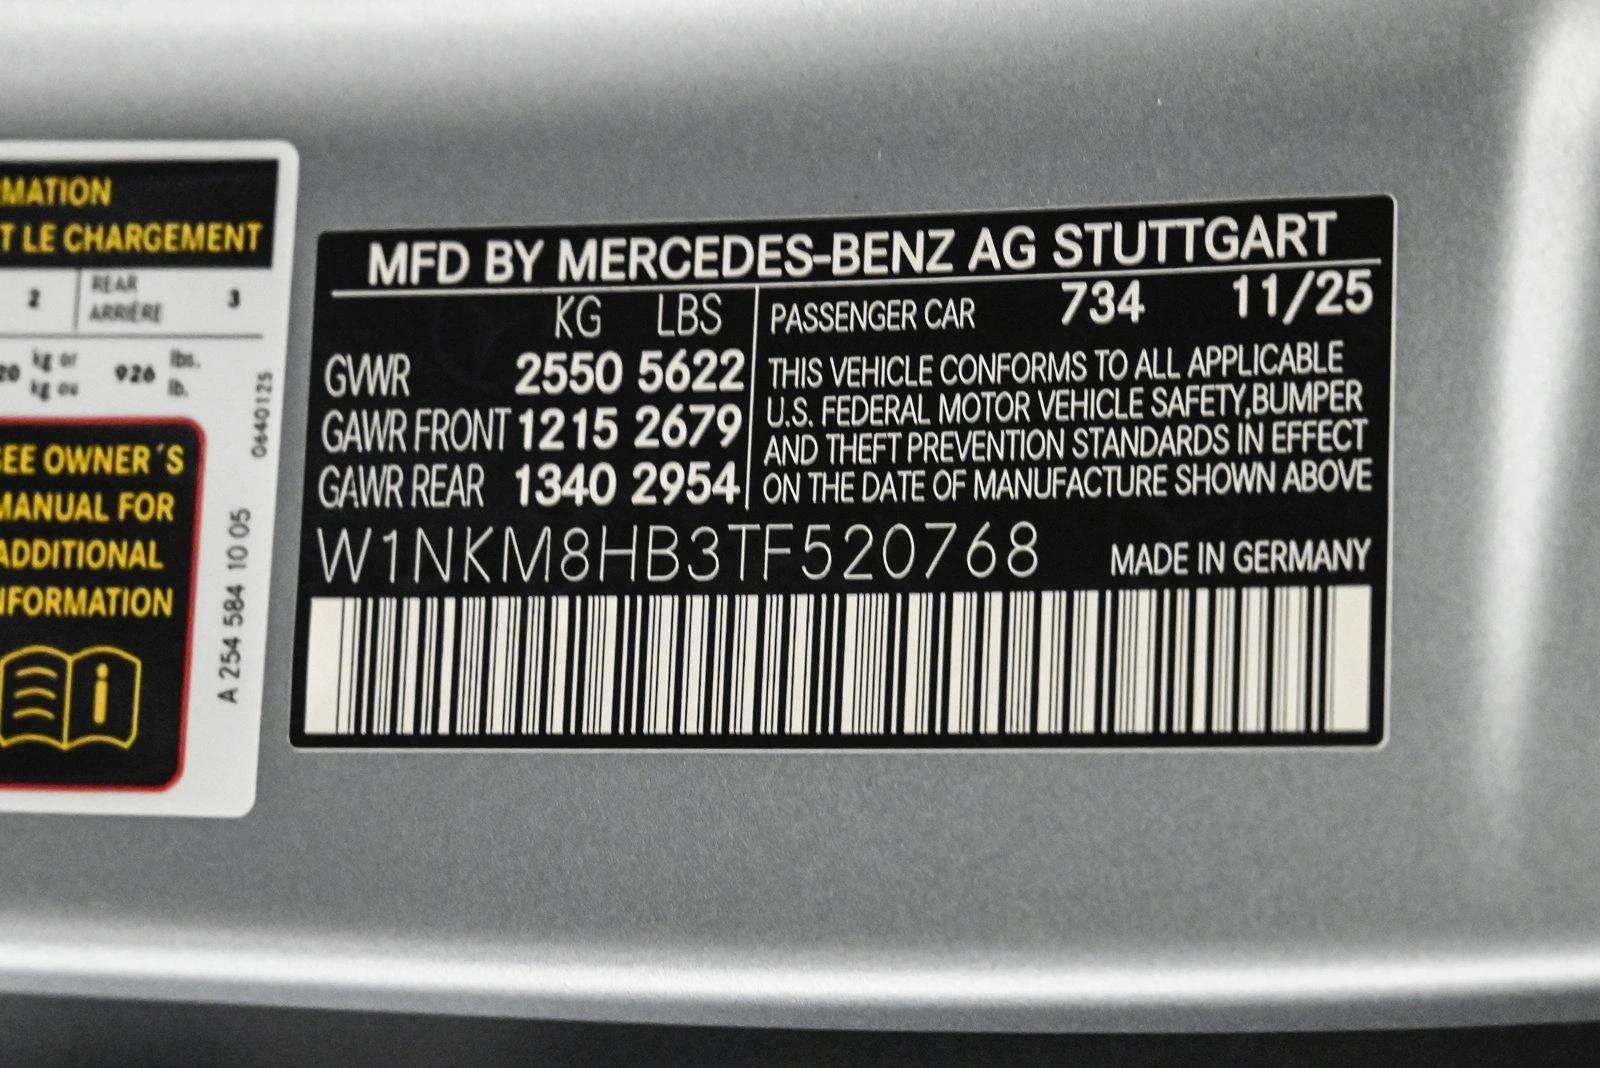 MATION
T LE CHARGEMENT
2 REAR 3
ARRIÈRE
20 kg or 926 lbs.
kg ou lb.
0640125
EE OWNER´S
MANUAL FOR
ADDITIONAL
NFORMATION
i
A 254 584 10 05
MFD BY MERCEDES-BENZ AG STUTTGART
KG LBS
GVWR 2550 5622
GAWR FRONT 1215 2679
GAWR REAR 1340 2954
PASSENGER CAR 734 11/25
THIS VEHICLE CONFORMS TO ALL APPLICABLE
U.S. FEDERAL MOTOR VEHICLE SAFETY,BUMPER
AND THEFT PREVENTION STANDARDS IN EFFECT
ON THE DATE OF MANUFACTURE SHOWN ABOVE
W1NKM8HB3TF520768 MADE IN GERMANY